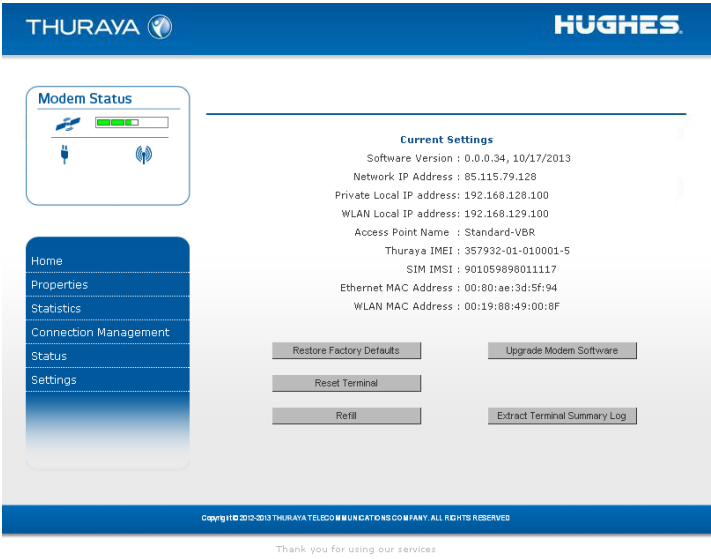 THURAYA
HUGHES.
Modem Status
Home
Properties
Statistics
Connection Management
Status
Settings
Current Settings
Software Version : 0.0.0.34, 10/17/2013
Network IP Address : 85.115.79.128
Private Local IP address: 192.168.128.100
WLAN Local IP address: 192.168.129.100
Access Point Name : Standard-VBR
Thuraya IMEI : 357932-01-010001-5
SIM IMSI : 901059898011117
Ethernet MAC Address : 00:80:ae:3d:5f:94
WLAN MAC Address : 00:19:88:49:00:8F
Restore Factory Defaults
Upgrade Modem Software
Reset Terminal
Refill
Extract Terminal Summary Log
Copyright © 2012-2013 THURAYA TELECOMMUNICATIONS COMPANY. ALL RIGHTS RESERVED
Thank you for using our services